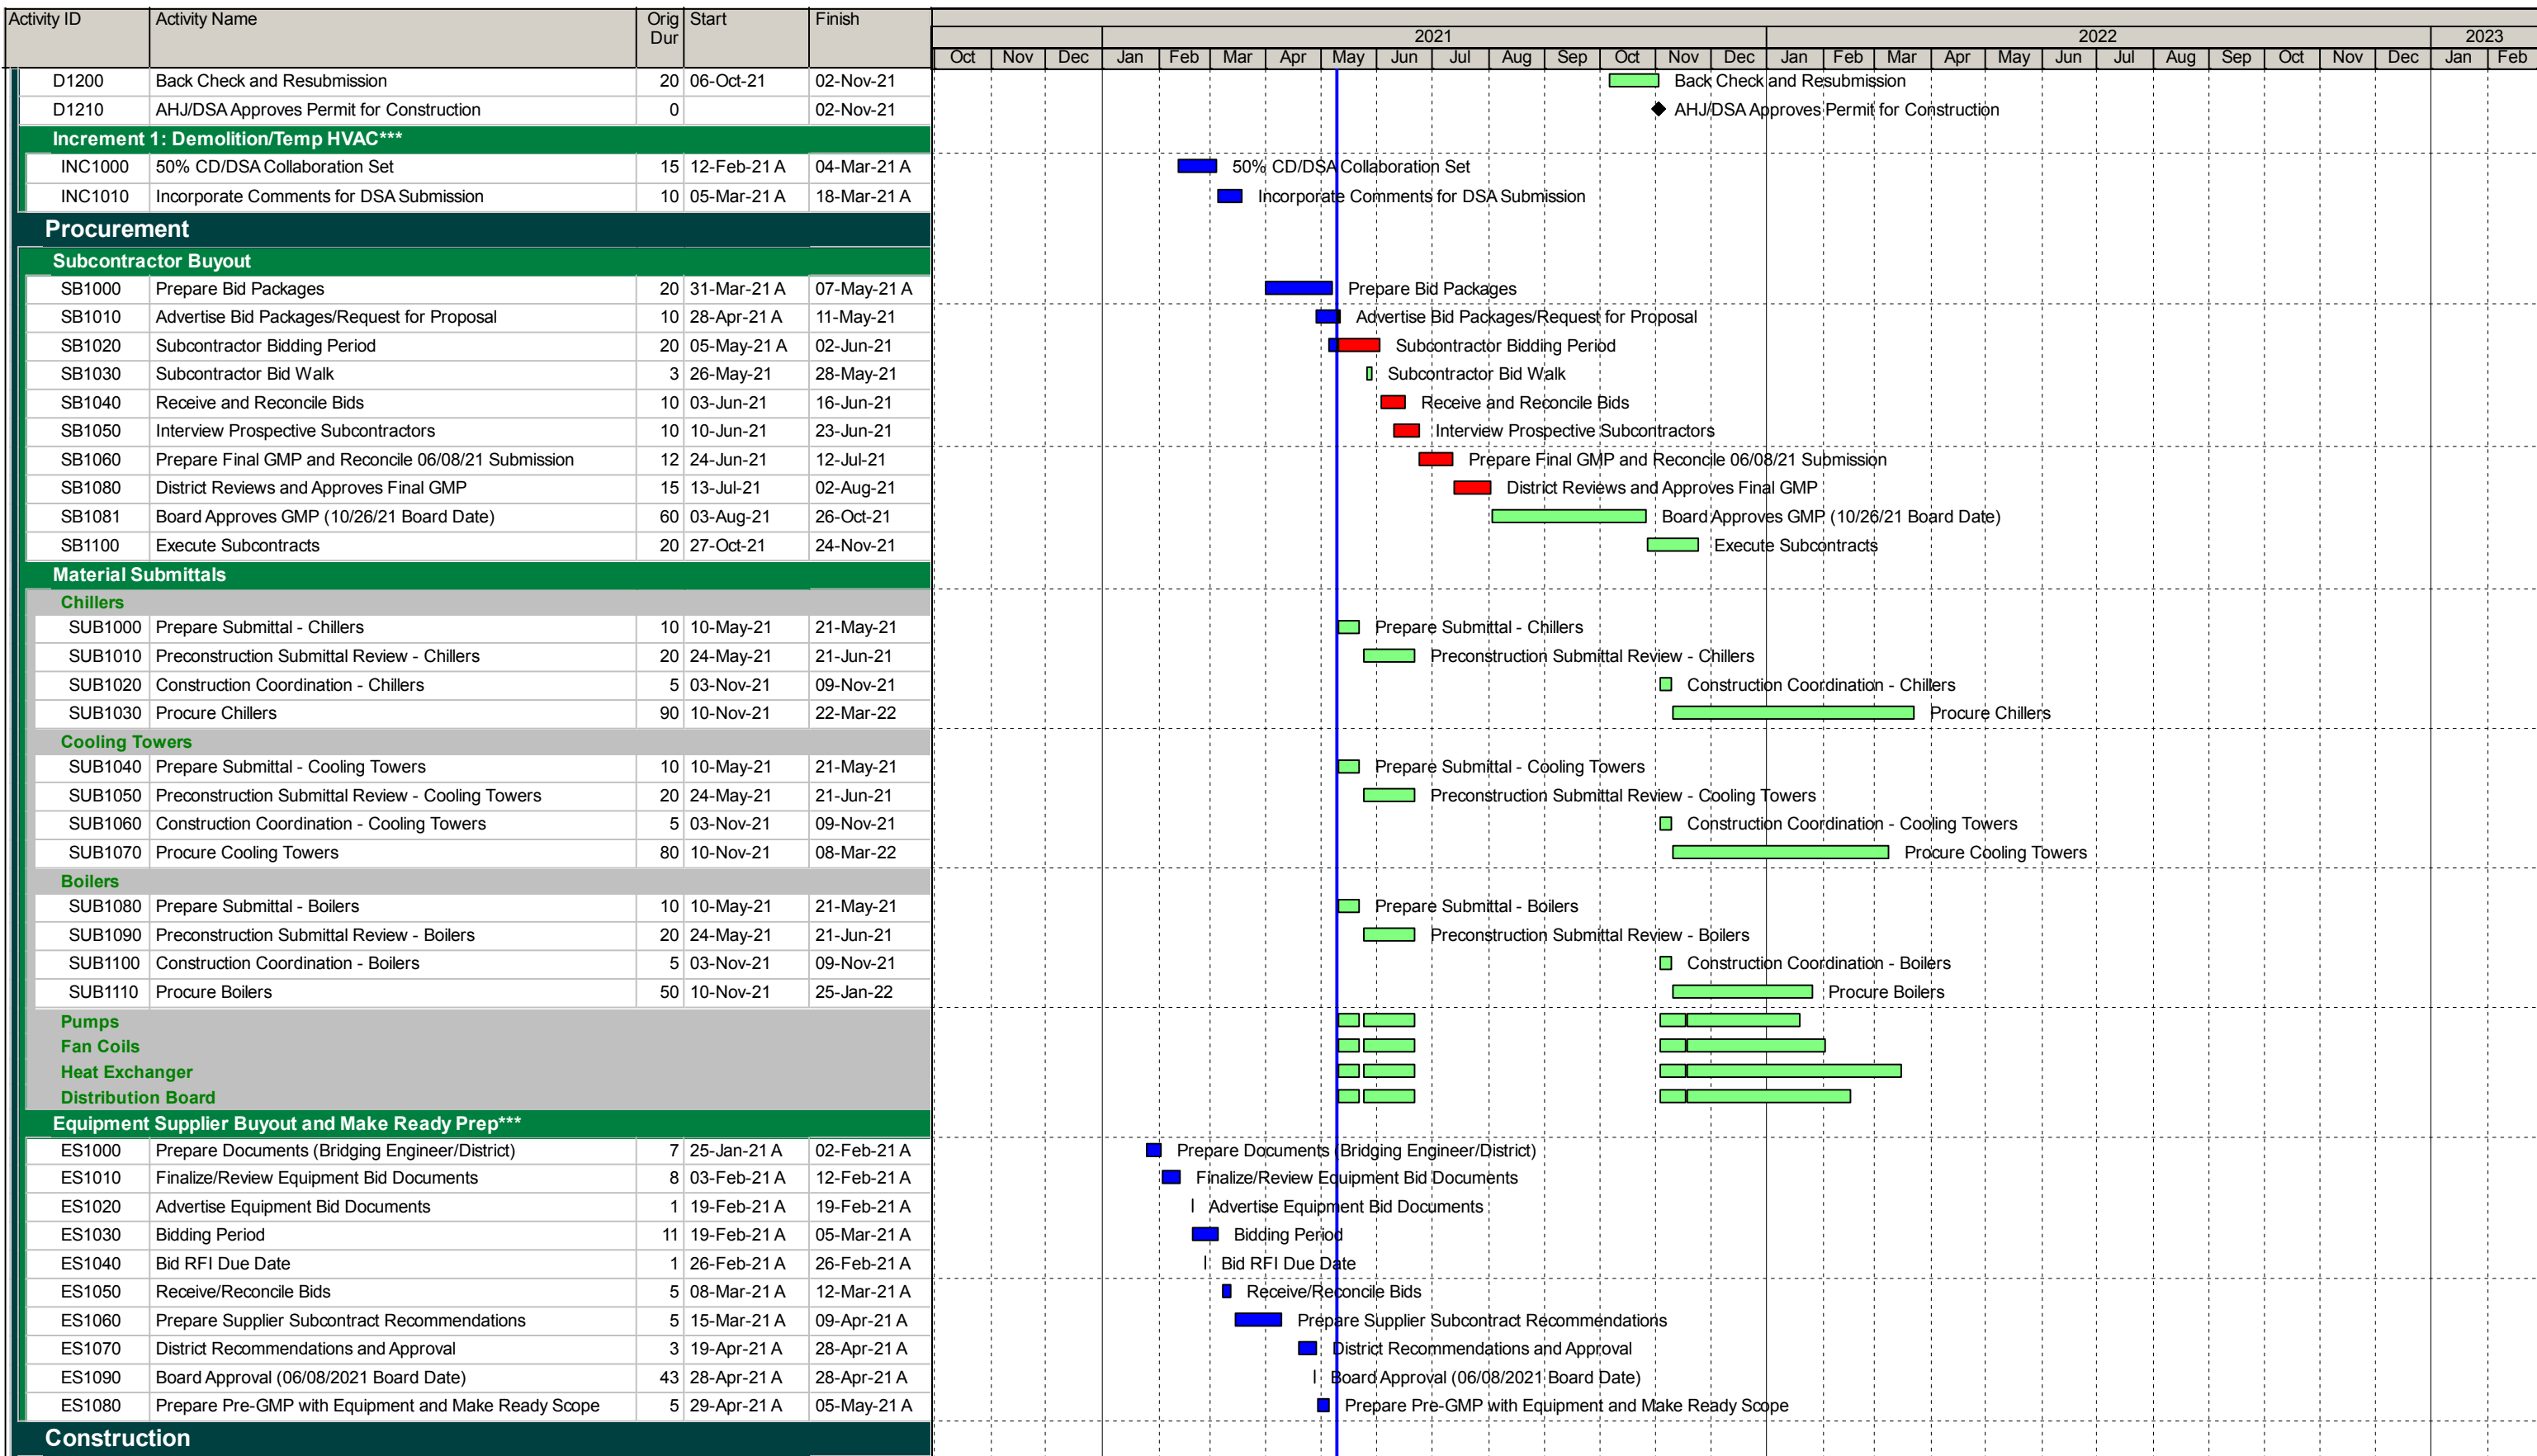 Activity ID Activity Name Orig Dur Start Finish
2021 2022 2023
Oct Nov Dec Jan Feb Mar Apr May Jun Jul Aug Sep Oct Nov Dec Jan Feb Mar Apr May Jun Jul Aug Sep Oct Nov Dec Jan Feb
D1200 Back Check and Resubmission 20 06-Oct-21 02-Nov-21 Back Check and Resubmission
D1210 AHJ/DSA Approves Permit for Construction 0 02-Nov-21 AHJ/DSA Approves Permit for Construction
Increment 1: Demolition/Temp HVAC***
INC1000 50% CD/DSA Collaboration Set 15 12-Feb-21 A 04-Mar-21 A 50% CD/DSA Collaboration Set
INC1010 Incorporate Comments for DSA Submission 10 05-Mar-21 A 18-Mar-21 A Incorporate Comments for DSA Submission
Procurement
Subcontractor Buyout
SB1000 Prepare Bid Packages 20 31-Mar-21 A 07-May-21 A Prepare Bid Packages
SB1010 Advertise Bid Packages/Request for Proposal 10 28-Apr-21 A 11-May-21 Advertise Bid Packages/Request for Proposal
SB1020 Subcontractor Bidding Period 20 05-May-21 A 02-Jun-21 Subcontractor Bidding Period
SB1030 Subcontractor Bid Walk 3 26-May-21 28-May-21 Subcontractor Bid Walk
SB1040 Receive and Reconcile Bids 10 03-Jun-21 16-Jun-21 Receive and Reconcile Bids
SB1050 Interview Prospective Subcontractors 10 10-Jun-21 23-Jun-21 Interview Prospective Subcontractors
SB1060 Prepare Final GMP and Reconcile 06/08/21 Submission 12 24-Jun-21 12-Jul-21 Prepare Final GMP and Reconcile 06/08/21 Submission
SB1080 District Reviews and Approves Final GMP 15 13-Jul-21 02-Aug-21 District Reviews and Approves Final GMP
SB1081 Board Approves GMP (10/26/21 Board Date) 60 03-Aug-21 26-Oct-21 Board Approves GMP (10/26/21 Board Date)
SB1100 Execute Subcontracts 20 27-Oct-21 24-Nov-21 Execute Subcontracts
Material Submittals
Chillers
SUB1000 Prepare Submittal - Chillers 10 10-May-21 21-May-21 Prepare Submittal - Chillers
SUB1010 Preconstruction Submittal Review - Chillers 20 24-May-21 21-Jun-21 Preconstruction Submittal Review - Chillers
SUB1020 Construction Coordination - Chillers 5 03-Nov-21 09-Nov-21 Construction Coordination - Chillers
SUB1030 Procure Chillers 90 10-Nov-21 22-Mar-22 Procure Chillers
Cooling Towers
SUB1040 Prepare Submittal - Cooling Towers 10 10-May-21 21-May-21 Prepare Submittal - Cooling Towers
SUB1050 Preconstruction Submittal Review - Cooling Towers 20 24-May-21 21-Jun-21 Preconstruction Submittal Review - Cooling Towers
SUB1060 Construction Coordination - Cooling Towers 5 03-Nov-21 09-Nov-21 Construction Coordination - Cooling Towers
SUB1070 Procure Cooling Towers 80 10-Nov-21 08-Mar-22 Procure Cooling Towers
Boilers
SUB1080 Prepare Submittal - Boilers 10 10-May-21 21-May-21 Prepare Submittal - Boilers
SUB1090 Preconstruction Submittal Review - Boilers 20 24-May-21 21-Jun-21 Preconstruction Submittal Review - Boilers
SUB1100 Construction Coordination - Boilers 5 03-Nov-21 09-Nov-21 Construction Coordination - Boilers
SUB1110 Procure Boilers 50 10-Nov-21 25-Jan-22 Procure Boilers
Pumps
Fan Coils
Heat Exchanger
Distribution Board
Equipment Supplier Buyout and Make Ready Prep***
ES1000 Prepare Documents (Bridging Engineer/District) 7 25-Jan-21 A 02-Feb-21 A Prepare Documents (Bridging Engineer/District)
ES1010 Finalize/Review Equipment Bid Documents 8 03-Feb-21 A 12-Feb-21 A Finalize/Review Equipment Bid Documents
ES1020 Advertise Equipment Bid Documents 1 19-Feb-21 A 19-Feb-21 A Advertise Equipment Bid Documents
ES1030 Bidding Period 11 19-Feb-21 A 05-Mar-21 A Bidding Period
ES1040 Bid RFI Due Date 1 26-Feb-21 A 26-Feb-21 A Bid RFI Due Date
ES1050 Receive/Reconcile Bids 5 08-Mar-21 A 12-Mar-21 A Receive/Reconcile Bids
ES1060 Prepare Supplier Subcontract Recommendations 5 15-Mar-21 A 09-Apr-21 A Prepare Supplier Subcontract Recommendations
ES1070 District Recommendations and Approval 3 19-Apr-21 A 28-Apr-21 A District Recommendations and Approval
ES1090 Board Approval (06/08/2021 Board Date) 43 28-Apr-21 A 28-Apr-21 A Board Approval (06/08/2021 Board Date)
ES1080 Prepare Pre-GMP with Equipment and Make Ready Scope 5 29-Apr-21 A 05-May-21 A Prepare Pre-GMP with Equipment and Make Ready Scope
Construction